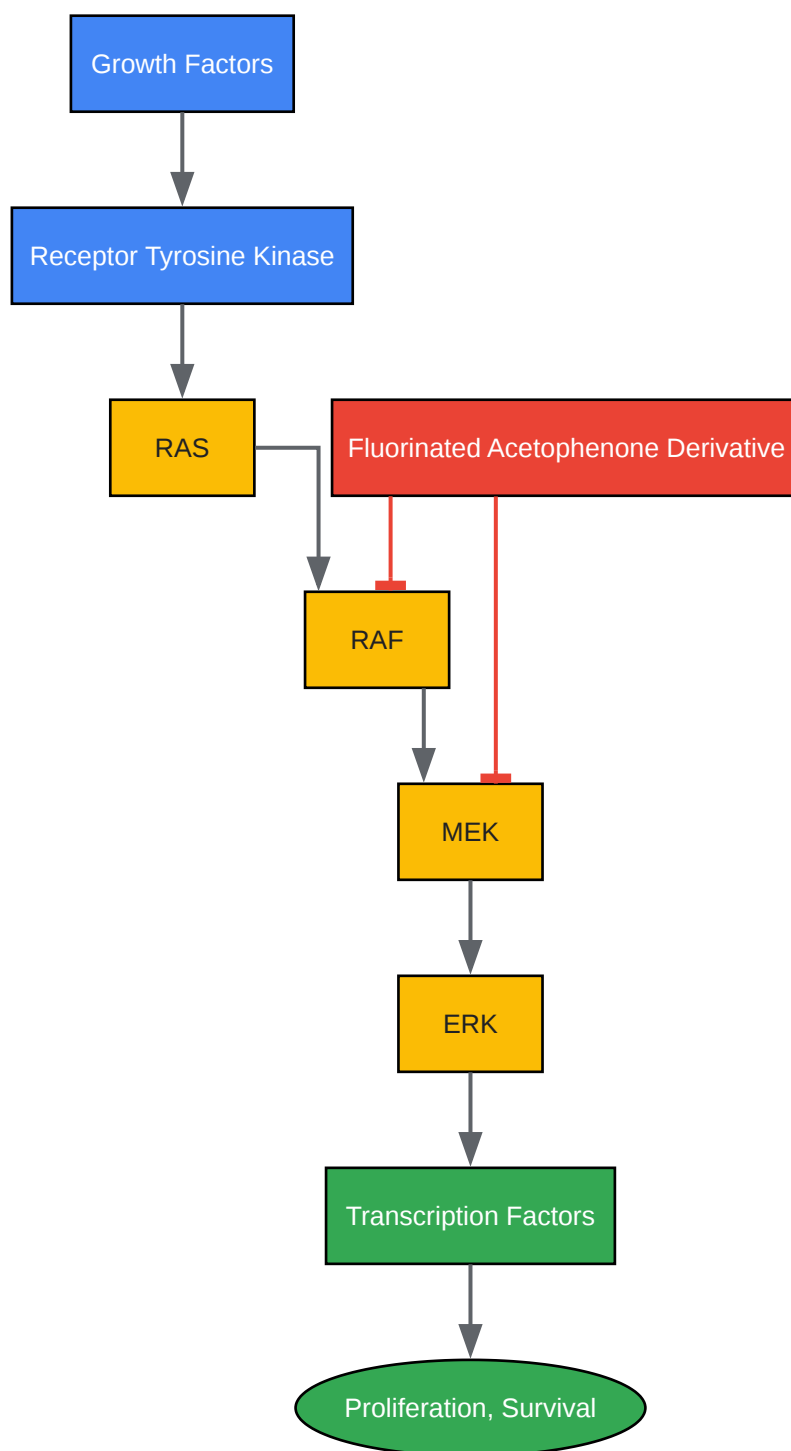 Growth Factors
Receptor Tyrosine Kinase
RAS
Fluorinated Acetophenone Derivative
RAF
MEK
ERK
Transcription Factors
Proliferation, Survival